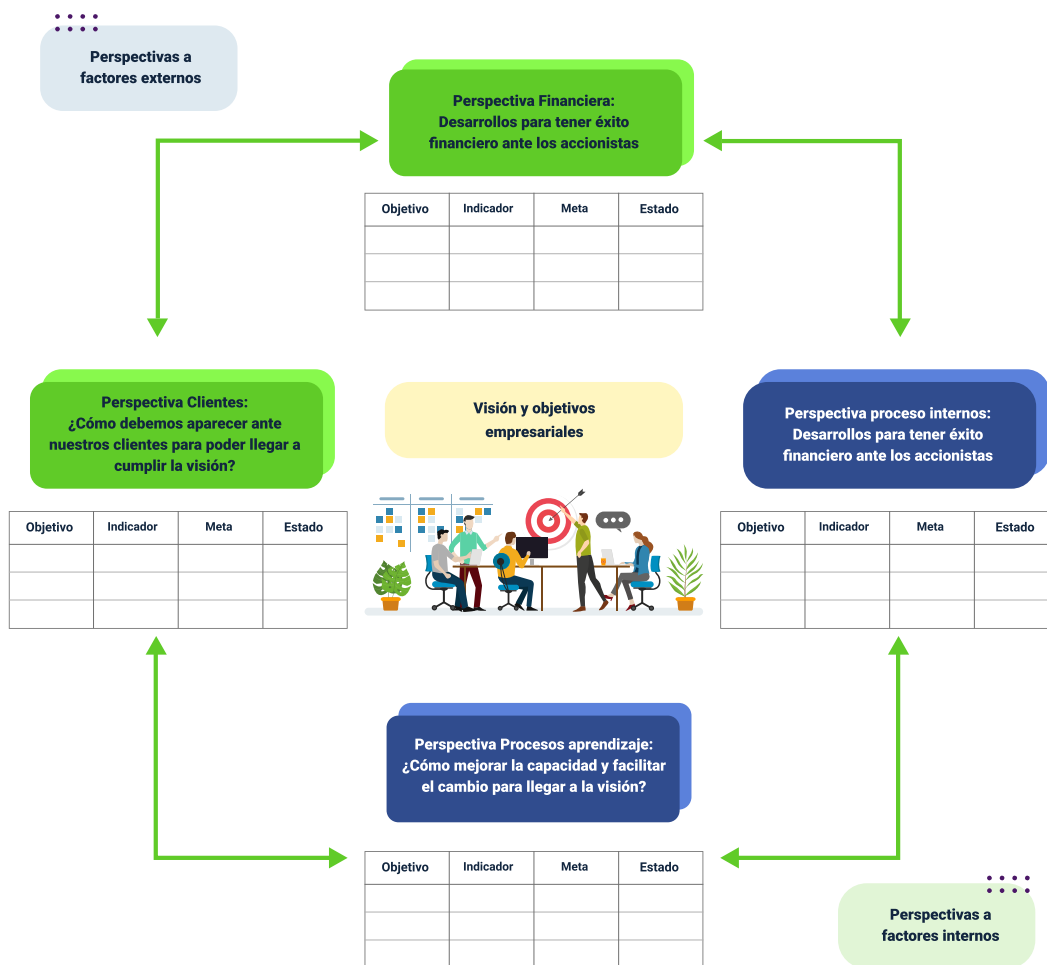 Perspectivas a
factores externos
Perspectiva Financiera:
Desarrollos para tener éxito
financiero ante los accionistas
Objetivo Indicador Meta Estado
Perspectiva Clientes:
¿Cómo debemos aparecer ante
nuestros clientes para poder llegar a
cumplir la visión?
Objetivo Indicador Meta Estado
Visión y objetivos
empresariales
Perspectiva proceso internos:
Desarrollos para tener éxito
financiero ante los accionistas
Objetivo Indicador Meta Estado
Perspectiva Procesos aprendizaje:
¿Cómo mejorar la capacidad y facilitar
el cambio para llegar a la visión?
Objetivo Indicador Meta Estado
Perspectivas a
factores internos